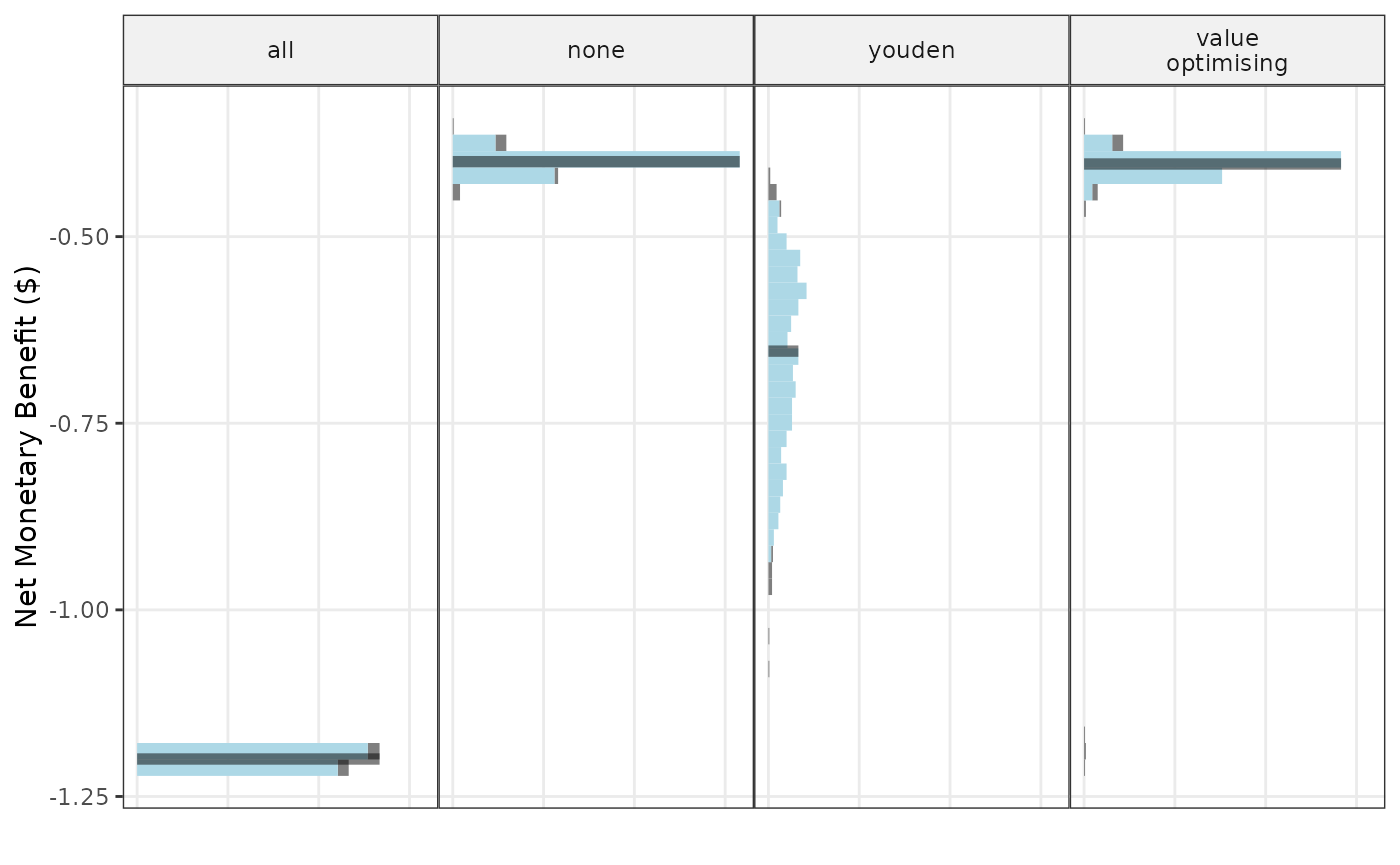 all
none
youden
value
optimising
Net Monetary Benefit ($)
-0.50
-0.75
-1.00
-1.25